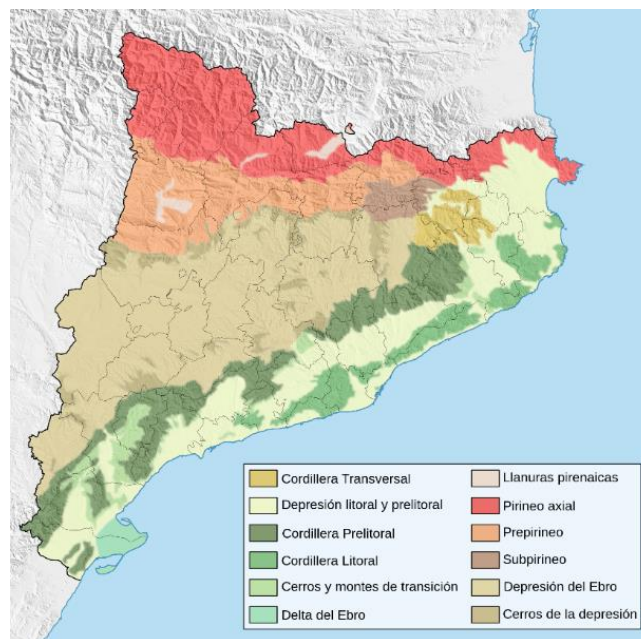 Cordillera Transversal
Depresión litoral y prelitoral
Cordillera Prelitoral
Cordillera Litoral
Cerros y montes de transición
Delta del Ebro
Llanuras pirenaicas
Pirineo axial
Prepirineo
Subpirineo
Depresión del Ebro
Cerros de la depresión